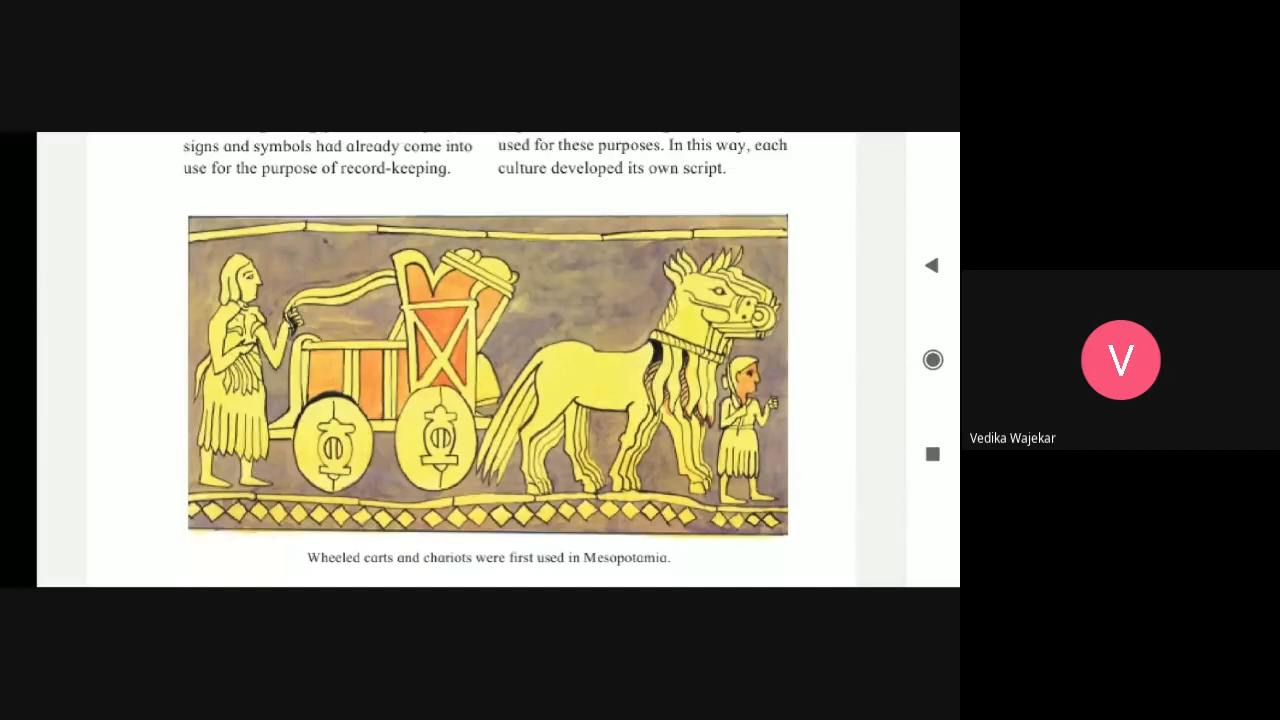 signs and symbols had already come into
use for the purpose of record-keeping.
used for these purposes. In this way, each
culture developed its own script.
Wheeled carts and chariots were first used in Mesopotamia.
V
Vedika Wajekar